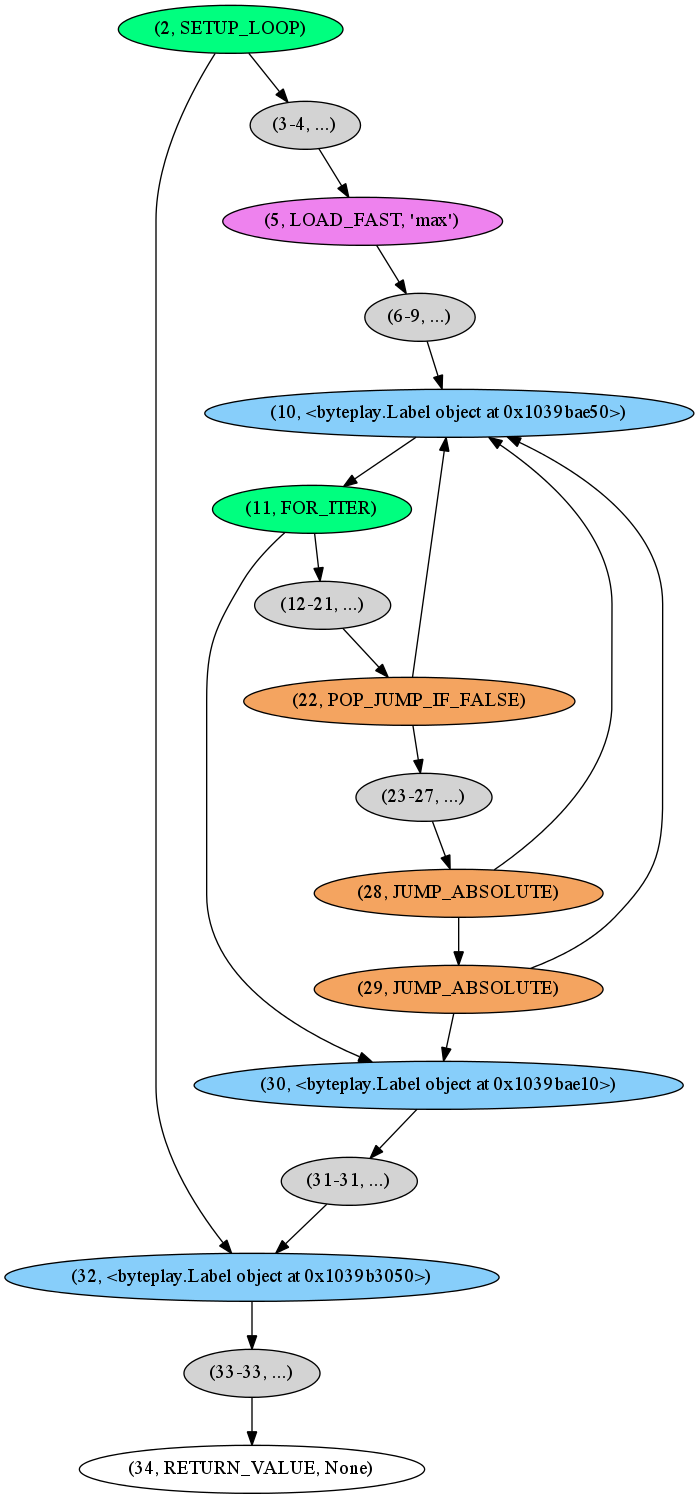 (2, SETUP_LOOP)
(3-4, ...)
(5, LOAD_FAST, 'max')
(6-9, ...)
(10, <byteplay.Label object at 0x1039bae50>)
(11, FOR_ITER)
(12-21, ...)
(22, POP_JUMP_IF_FALSE)
(23-27, ...)
(28, JUMP_ABSOLUTE)
(29, JUMP_ABSOLUTE)
(30, <byteplay.Label object at 0x1039bae10>)
(31-31, ...)
(32, <byteplay.Label object at 0x1039b3050>)
(33-33, ...)
(34, RETURN_VALUE, None)